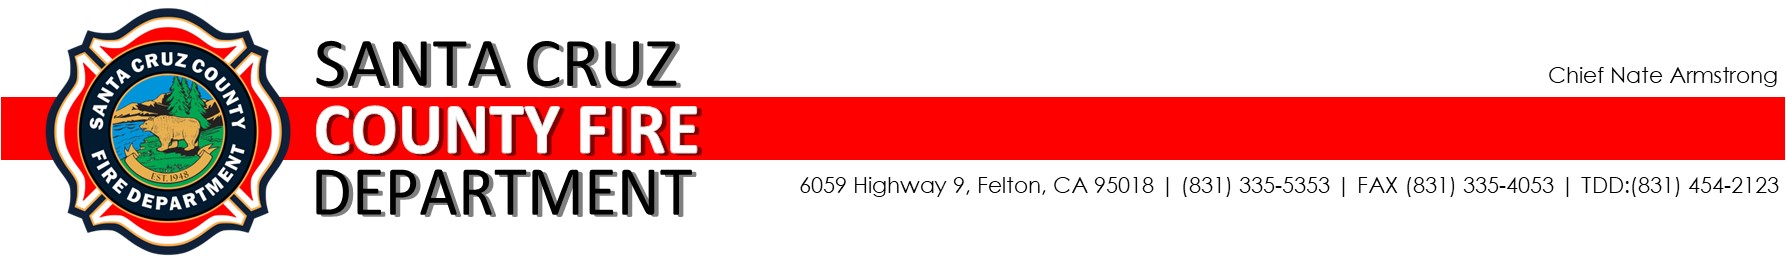 SANTA CRUZ COUNTY
FIRE DEPARTMENT
EST. 1948
SANTA CRUZ
COUNTY FIRE
DEPARTMENT
Chief Nate Armstrong
6059 Highway 9, Felton, CA 95018 | (831) 335-5353 | FAX (831) 335-4053 | TDD:(831) 454-2123